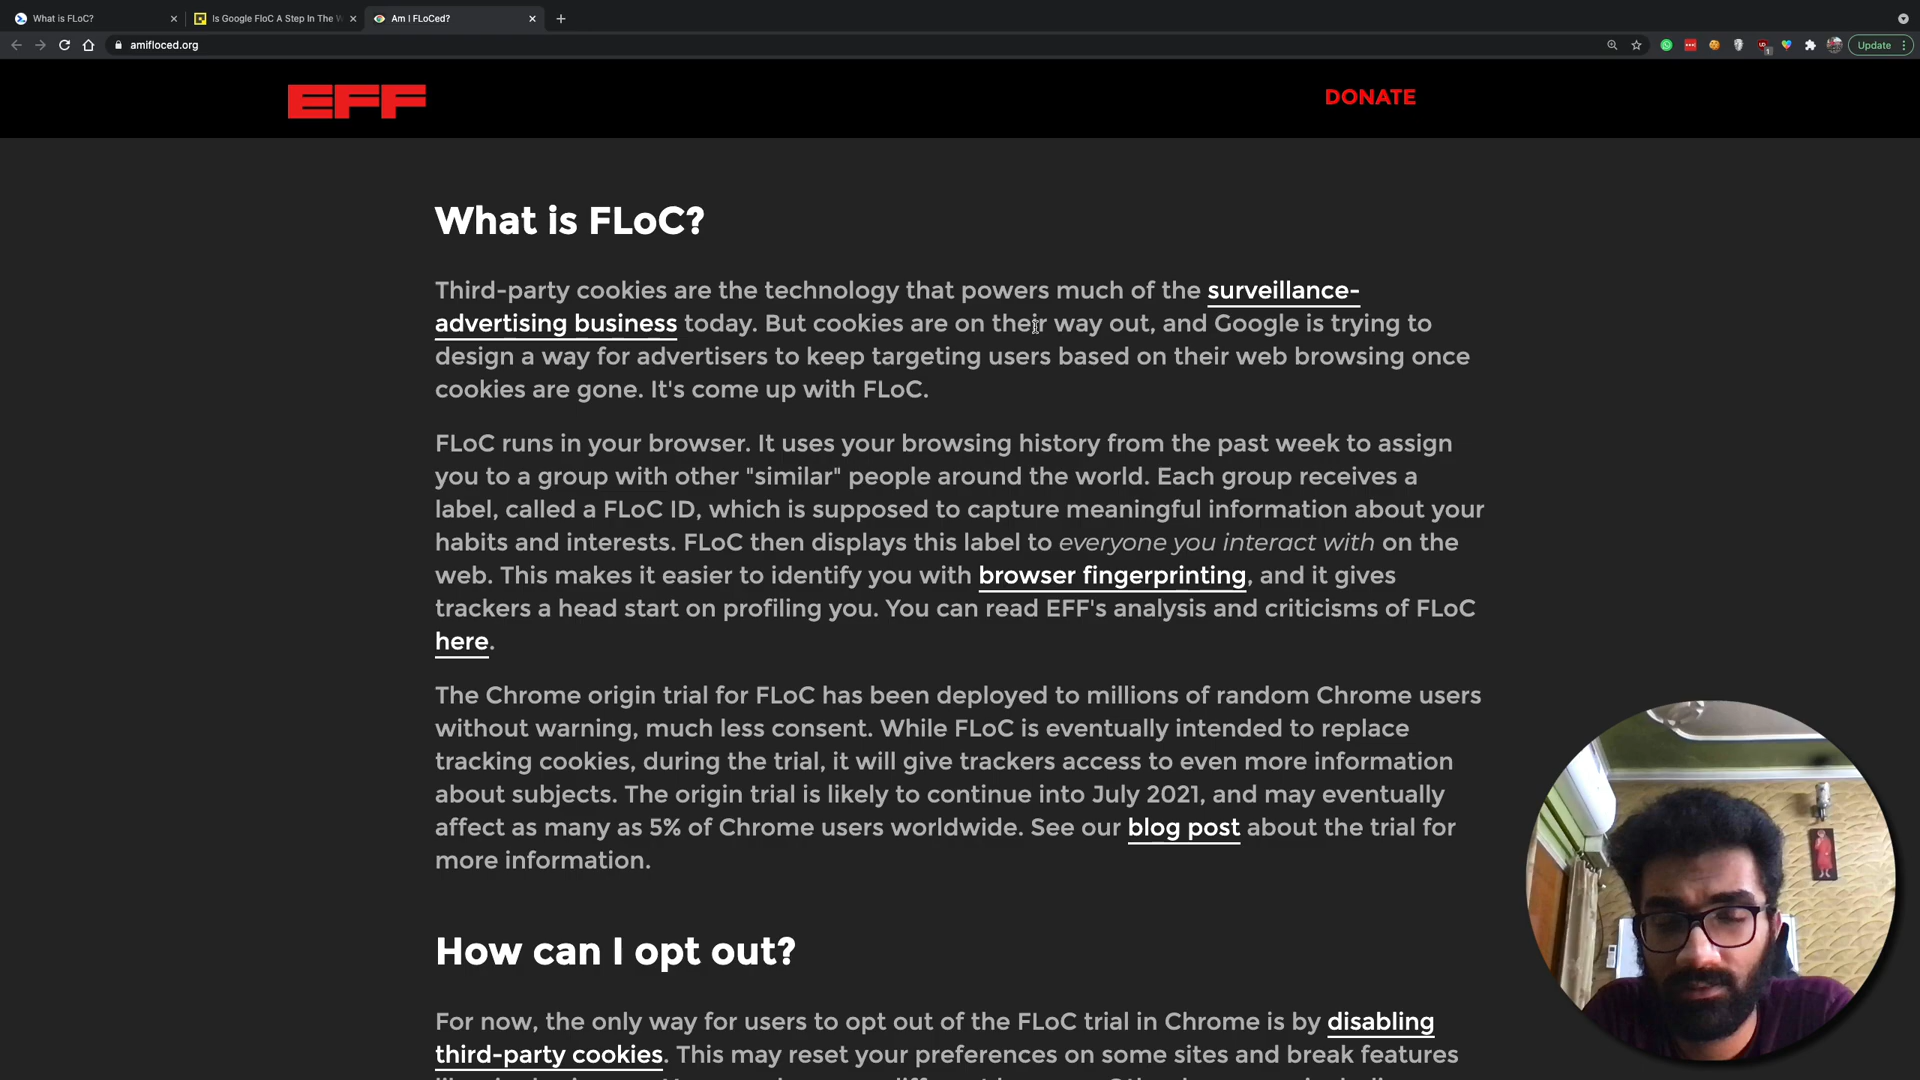 What is FLoC?
Is Google FloC A Step In The
Am I FLoCed?
amifloced.org
Update
EFF
DONATE
What is FLoC?
Third-party cookies are the technology that powers much of the surveillance-
advertising business today. But cookies are on their way out, and Google is trying to
design a way for advertisers to keep targeting users based on their web browsing once
cookies are gone. It's come up with FLoC.
FLoC runs in your browser. It uses your browsing history from the past week to assign
you to a group with other "similar" people around the world. Each group receives a
label, called a FLoC ID, which is supposed to capture meaningful information about your
habits and interests. FLoC then displays this label to everyone you interact with on the
web. This makes it easier to identify you with browser fingerprinting, and it gives
trackers a head start on profiling you. You can read EFF's analysis and criticisms of FLoC
here.
The Chrome origin trial for FLoC has been deployed to millions of random Chrome users
without warning, much less consent. While FLoC is eventually intended to replace
tracking cookies, during the trial, it will give trackers access to even more information
about subjects. The origin trial is likely to continue into July 2021, and may eventually
affect as many as 5% of Chrome users worldwide. See our blog post about the trial for
more information.
How can I opt out?
For now, the only way for users to opt out of the FLoC trial in Chrome is by disabling
third-party cookies. This may reset your preferences on some sites and break features